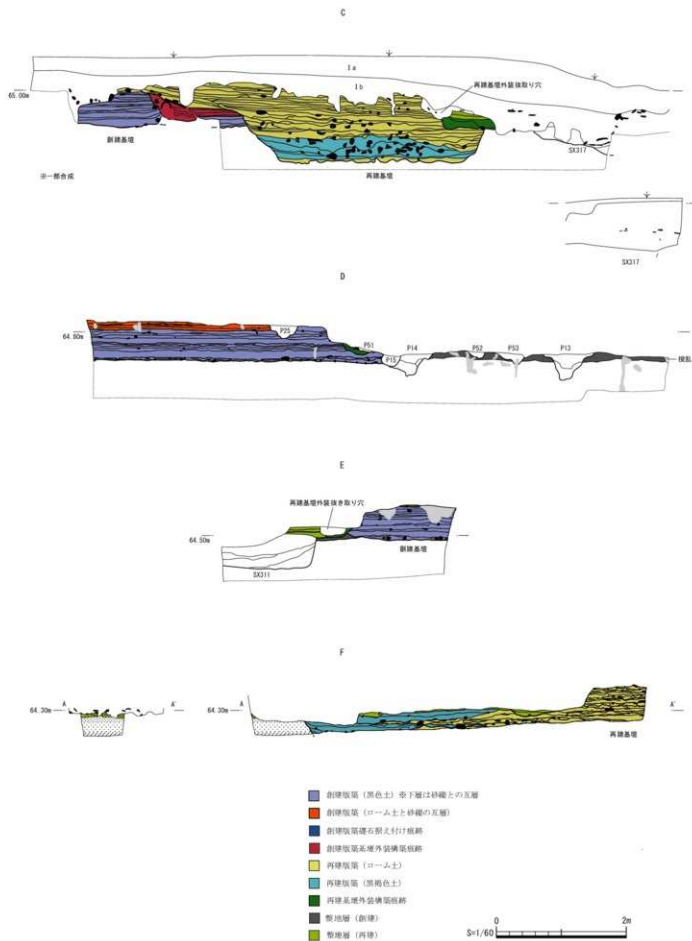 C
Ia
Ib
再建基壇外装抜取り穴
65.00m
創建基壇
SX317
※一部合成
再建基壇
SX317
D
64.80m
P25
P51
P14
P52
P53
P13
P15
撹乱
E
再建基壇外装抜き取り穴
64.50m
創建基壇
SX311
F
A
A'
A
64.30m
64.30m
A'
再建基壇
創建版築(黒色土)※下層は砂礫との互層
創建版築(ローム土と砂礫の互層)
創建版築礎石据え付け痕跡
創建版築基壇外装構築痕跡
再建版築(ローム土)
再建版築(黒褐色土)
再建基壇外装構築痕跡
整地層(創建)
整地層(再建)
0
2m
S=1/60